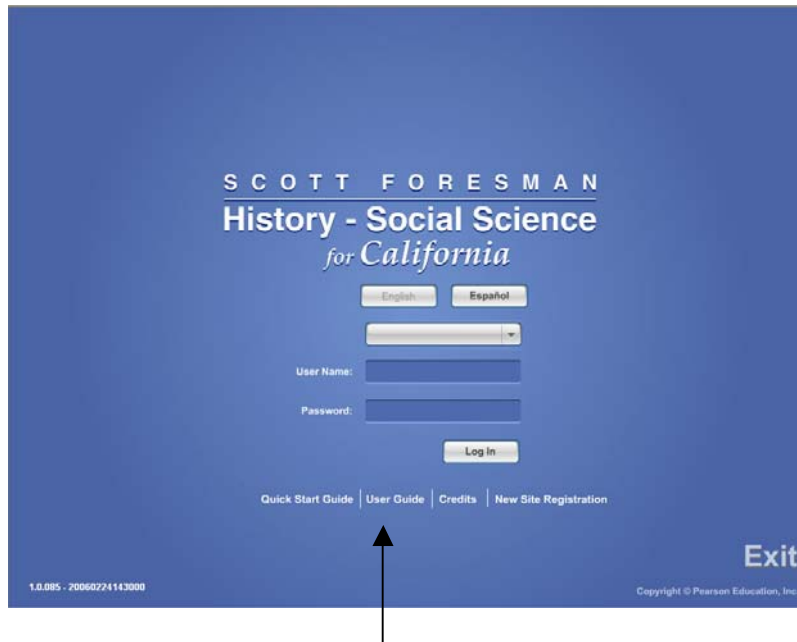 SCOTT FORESMAN
History - Social Science
for California
English Español
User Name:
Password:
Log In
Quick Start Guide User Guide Credits New Site Registration
Exit
1.0.085 - 20060224143000
Copyright © Pearson Education, Inc